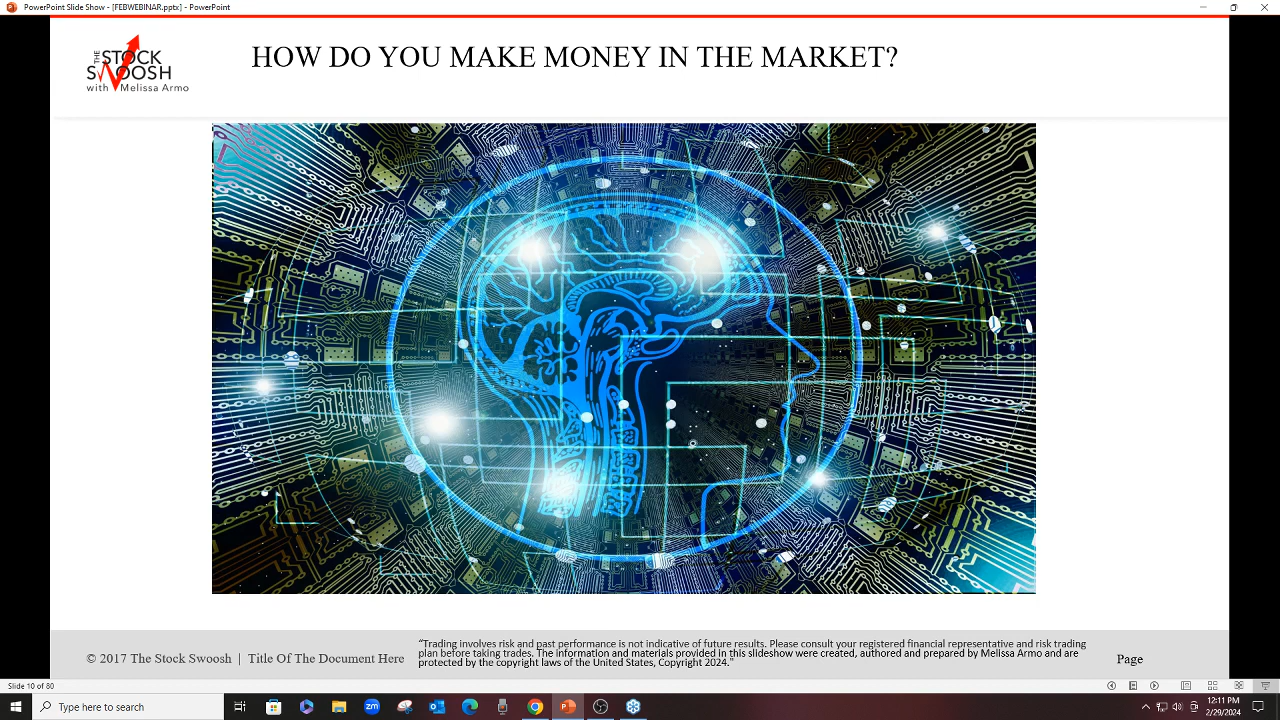 PowerPoint Slide Show - [FEBWEBINAR.pptx] - PowerPoint
THE STOCK
SWOOSH
with Melissa Armo
HOW DO YOU MAKE MONEY IN THE MARKET?
© 2017 The Stock Swoosh | Title Of The Document Here
"Trading involves risk and past performance is not indicative of future results. Please consult your registered financial representative and risk trading
plan before taking trades. The information and materials provided in this slideshow were created, authored and prepared by Melissa Armo and are
protected by the copyright laws of the United States, Copyright 2024."
Page
Slide 10 of 80
Type here to search
zm
12:11 PM
2/29/2024